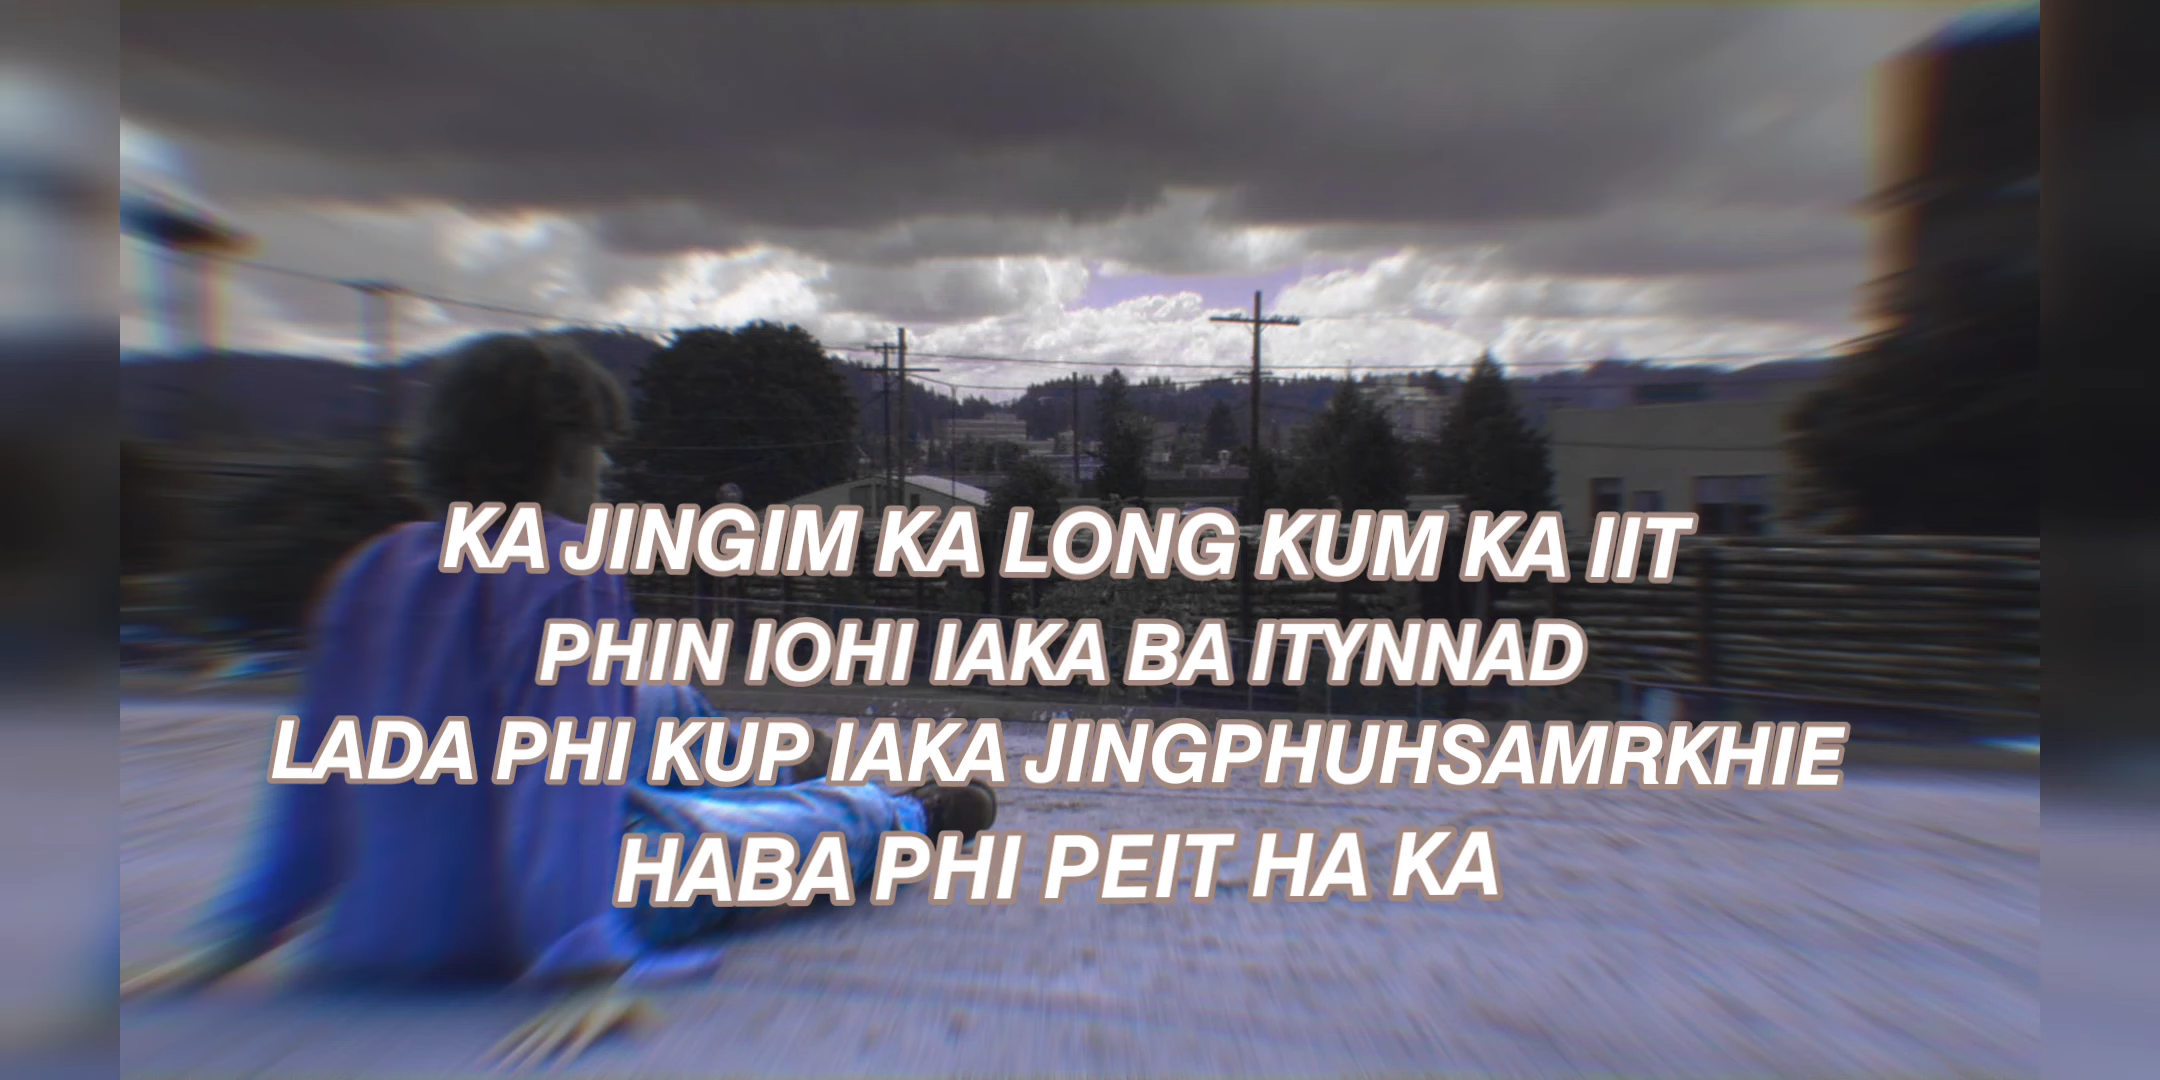 KA JINGIM KA LONG KUM KA IIT
PHIN IOHI IAKA BA ITYNNAD
LADA PHI KUP IAKA JINGPHUHSAMRKHIE
HABA PHI PEIT HA KA